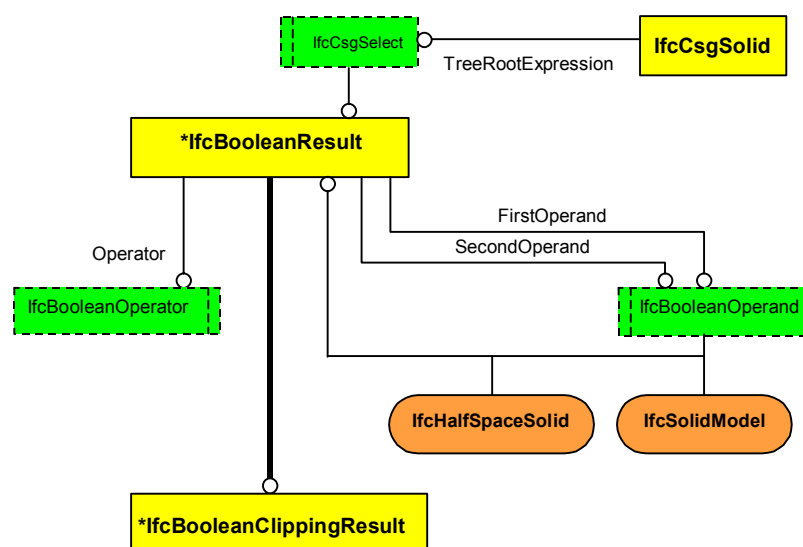 IfcCsgSelect
IfcCsgSolid
TreeRootExpression
*IfcBooleanResult
FirstOperand
Operator
SecondOperand
IfcBooleanOperator
IfcBooleanOperand
IfcHalfSpaceSolid
IfcSolidModel
*IfcBooleanClippingResult